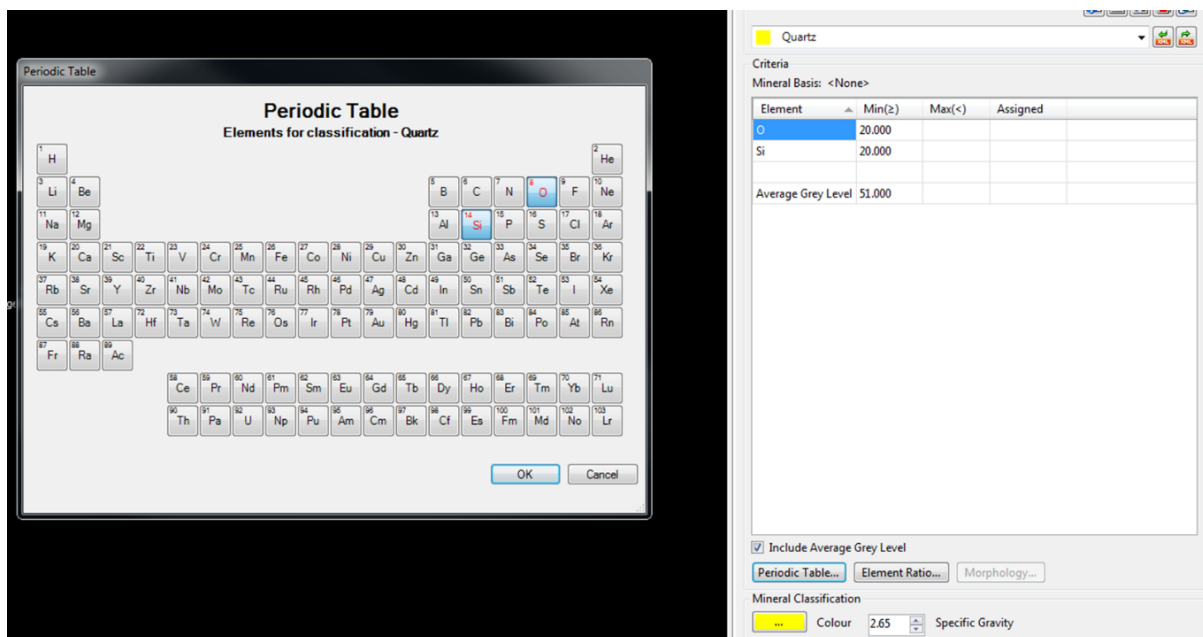 Periodic Table
Periodic Table
Elements for classification - Quartz
1 H 2 He
3 Li 4 Be 5 B 6 C 7 N 8 O 9 F 10 Ne
11 Na 12 Mg 13 Al 14 Si 15 P 16 S 17 Cl 18 Ar
19 K 20 Ca 21 Sc 22 Ti 23 V 24 Cr 25 Mn 26 Fe 27 Co 28 Ni 29 Cu 30 Zn 31 Ga 32 Ge 33 As 34 Se 35 Br 36 Kr
37 Rb 38 Sr 39 Y 40 Zr 41 Nb 42 Mo 43 Tc 44 Ru 45 Rh 46 Pd 47 Ag 48 Cd 49 In 50 Sn 51 Sb 52 Te 53 I 54 Xe
55 Cs 56 Ba 57 La 72 Hf 73 Ta 74 W 75 Re 76 Os 77 Ir 78 Pt 79 Au 80 Hg 81 Tl 82 Pb 83 Bi 84 Po 85 At 86 Rn
87 Fr 88 Ra 89 Ac
58 Ce 59 Pr 60 Nd 61 Pm 62 Sm 63 Eu 64 Gd 65 Tb 66 Dy 67 Ho 68 Er 69 Tm 70 Yb 71 Lu
90 Th 91 Pa 92 U 93 Np 94 Pu 95 Am 96 Cm 97 Bk 98 Cf 99 Es 100 Fm 101 Md 102 No 103 Lr
OK Cancel
Quartz
Criteria
Mineral Basis: <None>
Element Min(≥) Max(<) Assigned
O 20.000
Si 20.000
Average Grey Level 51.000
Include Average Grey Level
Periodic Table... Element Ratio... Morphology...
Mineral Classification
... Colour 2.65 Specific Gravity